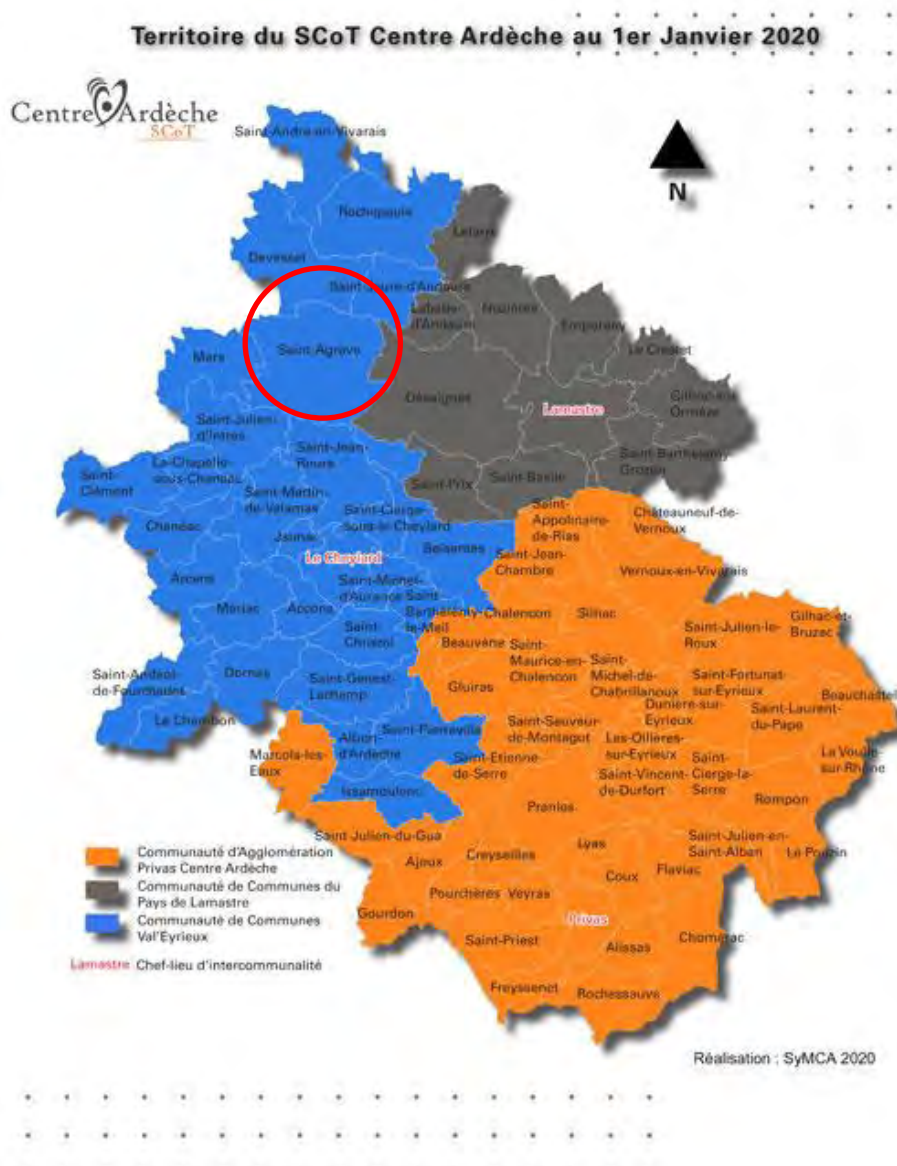 Territoire du SCoT Centre Ardèche au 1er Janvier 2020
Centre Ardèche
SCoT
Saint-André-en-Vivarais
N
Rochepaule
Lafarre
Devesset
Saint-Jeure-d'Andaure
Labatie-
d'Andaure
Nozières
Empurany
Mars
Saint-Agrève
Le Crestet
Désaignes
Lamastre
Gilhoc-sur-
Ormèze
Saint-Julien-
d'Intres
Saint-Jean-
Roure
Saint-Barthélemy-
Grozon
Saint-
Clément
La-Chapelle-
sous-Chanéac
Saint-Prix
Saint-Basile
Saint-Martin-
de-Valamas
Saint-Cierge-
sous-le-Cheylard
Saint-
Appolinaire-
de-Rias
Châteauneuf-de-
Vernoux
Chanéac
Jaunac
Le Cheylard
Belsentes
Saint-Jean-
Chambre
Vernoux-en-Vivarais
Arcens
Saint-Michel-
d'Aurance
Mariac
Accons
Saint
Barthélémy-
le-Meil
Chalencon
Silhac
Gilhac-et-
Bruzac
Saint-
Christol
Beauvène
Saint-
Maurice-en-
Chalencon
Saint-
Michel-de-
Chabrillanoux
Saint-Julien-le-
Roux
Saint-Andéol-
de-Fourchades
Dornas
Saint-Genest-
Lachamp
Gluiras
Saint-Fortunat-
sur-Eyrieux
Beauchastel
Dunière-sur-
Eyrieux
Saint-Laurent-
du-Pape
Le Chambon
Albon-
d'Ardèche
Saint-Pierreville
Saint-Sauveur-
de-Montagut
Les-Ollières-
sur-Eyrieux
Marcols-les-
Eaux
Saint-Etienne
de-Serre
Saint-
Cierge-la-
Serre
La Voulte-
sur-Rhône
Saint-Vincent-
de-Durfort
Issamoulenc
Pranles
Rompon
Saint Julien-du-Gua
Lyas
Saint-Julien-en-
Saint-Alban
Le Pouzin
Ajoux
Creyseilles
Coux
Flaviac
Pourchères
Veyras
Gourdon
Privas
Saint-Priest
Alissas
Chomérac
Freyssenet
Rochessauve
Communauté d'Agglomération
Privas Centre Ardèche
Communauté de Communes du
Pays de Lamastre
Communauté de Communes
Val'Eyrieux
Lamastre Chef-lieu d'intercommunalité
Réalisation : SyMCA 2020